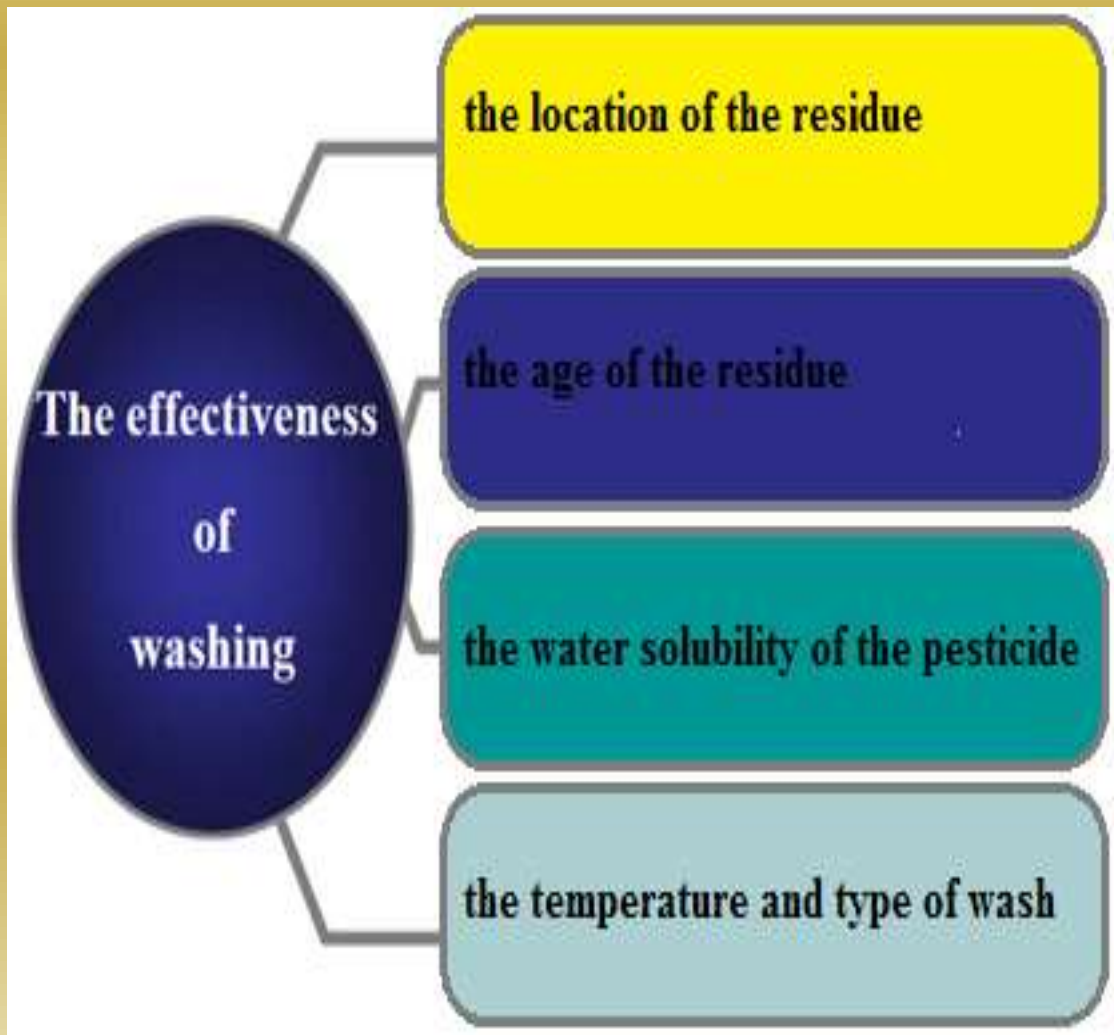 The effectiveness
of
washing
the location of the residue
the age of the residue
the water solubility of the pesticide
the temperature and type of wash